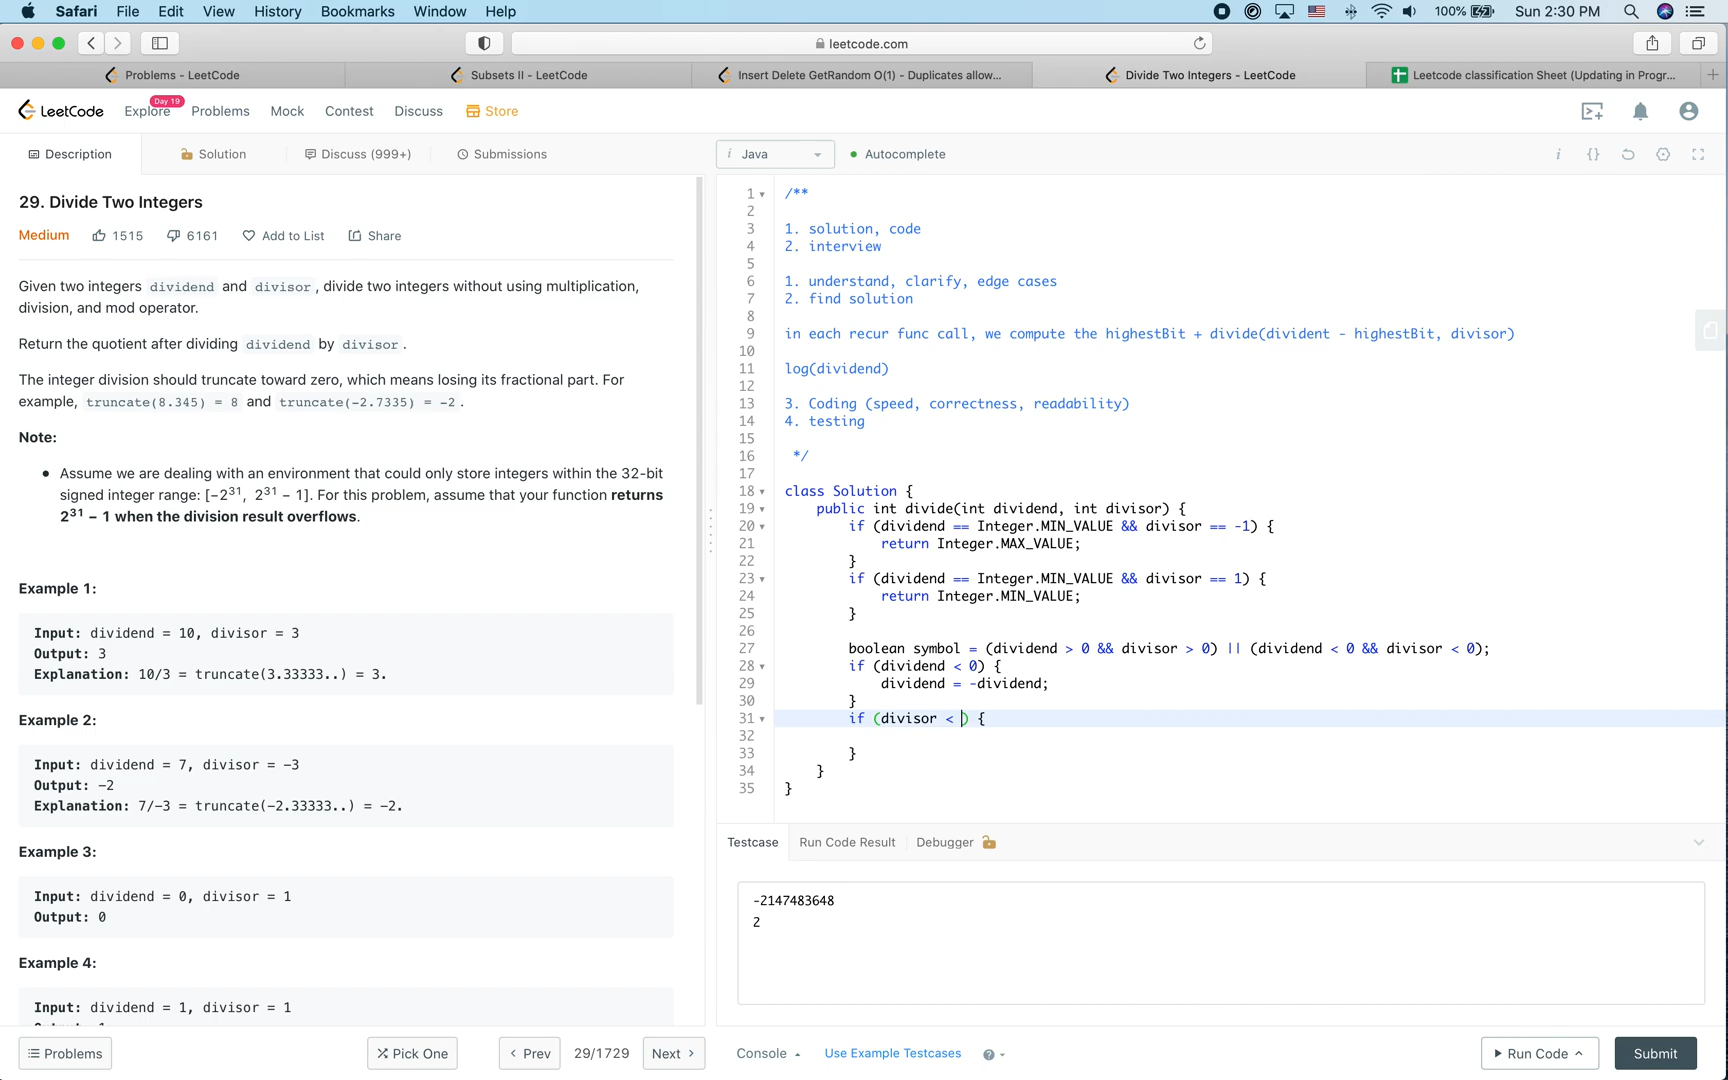 Safari File Edit View History Bookmarks Window Help 100% Sun 2:30 PM
leetcode.com
Problems - LeetCode Subsets II - LeetCode Insert Delete GetRandom O(1) - Duplicates allow... Divide Two Integers - LeetCode Leetcode classification Sheet (Updating in Progr...
LeetCode Explore Day 19 Problems Mock Contest Discuss Store
Description Solution Discuss (999+) Submissions
29. Divide Two Integers
Medium 1515 6161 Add to List Share
Given two integers dividend and divisor, divide two integers without using multiplication,
division, and mod operator.
Return the quotient after dividing dividend by divisor.
The integer division should truncate toward zero, which means losing its fractional part. For
example, truncate(8.345) = 8 and truncate(-2.7335) = -2.
Note:
• Assume we are dealing with an environment that could only store integers within the 32-bit
signed integer range: [−2³¹, 2³¹ − 1]. For this problem, assume that your function returns
2³¹ − 1 when the division result overflows.
Example 1:
Input: dividend = 10, divisor = 3
Output: 3
Explanation: 10/3 = truncate(3.33333..) = 3.
Example 2:
Input: dividend = 7, divisor = -3
Output: -2
Explanation: 7/-3 = truncate(-2.33333..) = -2.
Example 3:
Input: dividend = 0, divisor = 1
Output: 0
Example 4:
Input: dividend = 1, divisor = 1
Problems Pick One Prev 29/1729 Next
i Java Autocomplete i {}
1 /**
2
3 1. solution, code
4 2. interview
5
6 1. understand, clarify, edge cases
7 2. find solution
8
9 in each recur func call, we compute the highestBit + divide(divident - highestBit, divisor)
10
11 log(dividend)
12
13 3. Coding (speed, correctness, readability)
14 4. testing
15
16 */
17
18 class Solution {
19 public int divide(int dividend, int divisor) {
20 if (dividend == Integer.MIN_VALUE && divisor == -1) {
21 return Integer.MAX_VALUE;
22 }
23 if (dividend == Integer.MIN_VALUE && divisor == 1) {
24 return Integer.MIN_VALUE;
25 }
26
27 boolean symbol = (dividend > 0 && divisor > 0) || (dividend < 0 && divisor < 0);
28 if (dividend < 0) {
29 dividend = -dividend;
30 }
31 if (divisor < ) {
32
33 }
34 }
35 }
Testcase Run Code Result Debugger
-2147483648
2
Console Use Example Testcases ? Run Code Submit